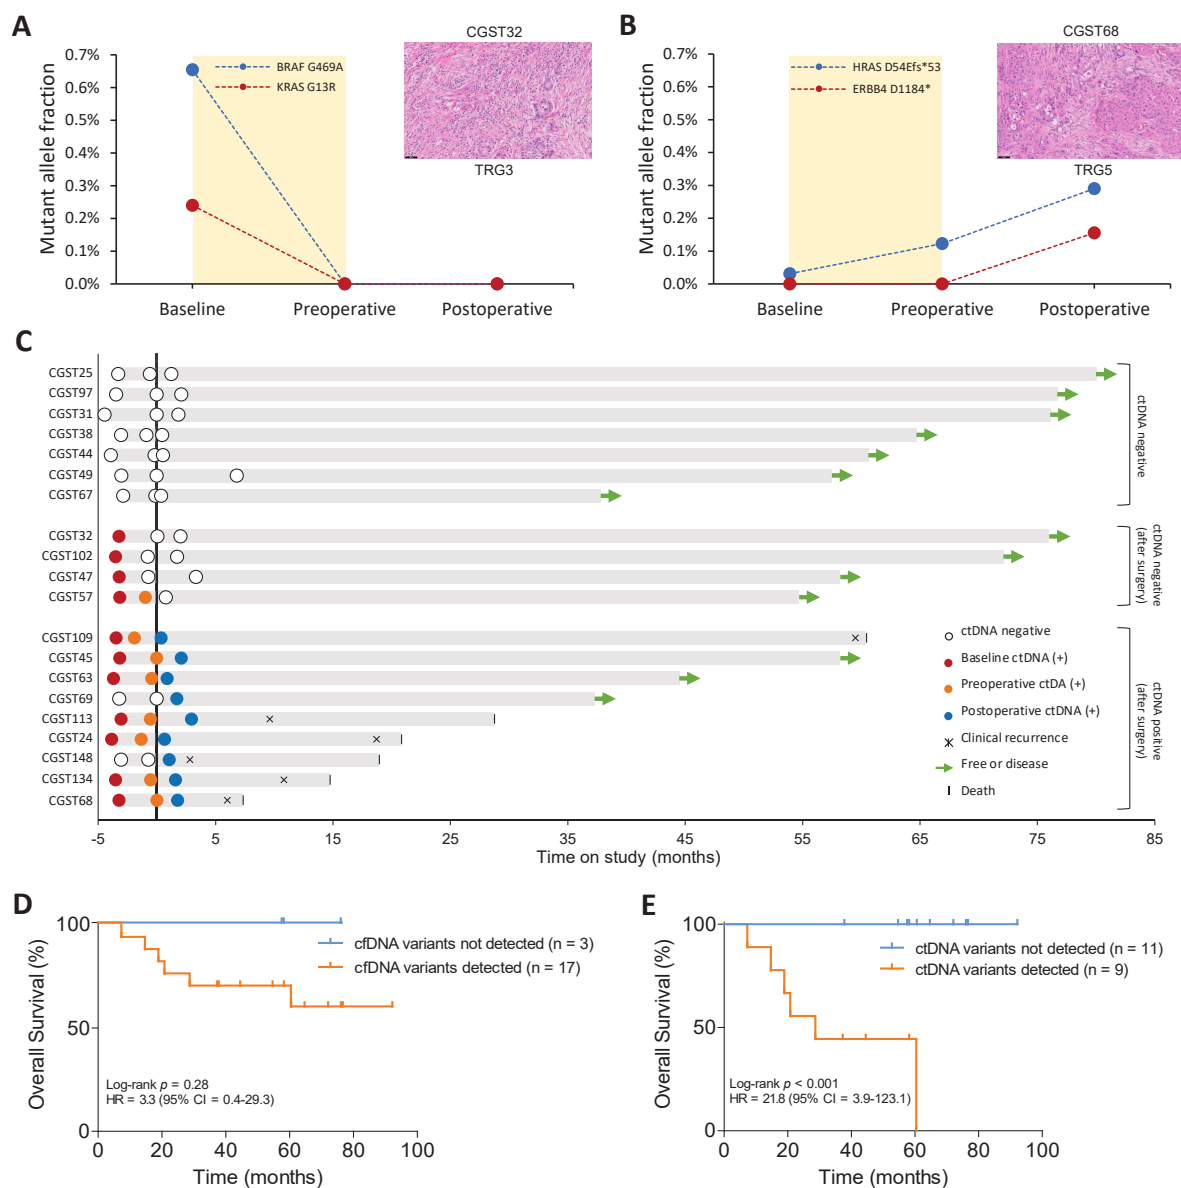 A
CGST32
0.7%
0.6%
0.5%
0.4%
0.3%
0.2%
0.1%
0.0%
Mutant allele fraction
BRAF G469A
KRAS G13R
TRG3
Baseline
Preoperative
Postoperative
B
CGST68
0.7%
0.6%
0.5%
0.4%
0.3%
0.2%
0.1%
0.0%
Mutant allele fraction
HRAS D54Efs*53
ERBB4 D1184*
TRG5
Baseline
Preoperative
Postoperative
C
CGST25
CGST97
CGST31
CGST38
CGST44
CGST49
CGST67
ctDNA negative
CGST32
CGST102
CGST47
CGST57
ctDNA negative
(after surgery)
CGST109
CGST45
CGST63
CGST69
CGST113
CGST24
CGST148
CGST134
CGST68
ctDNA positive
(after surgery)
ctDNA negative
Baseline ctDNA (+)
Preoperative ctDA (+)
Postoperative ctDNA (+)
Clinical recurrence
Free or disease
Death
-5
5
15
25
35
45
55
65
75
85
Time on study (months)
D
100
50
0
Overall Survival (%)
cfDNA variants not detected (n = 3)
cfDNA variants detected (n = 17)
Log-rank p = 0.28
HR = 3.3 (95% CI = 0.4-29.3)
0
20
40
60
80
100
Time (months)
E
100
50
0
Overall Survival (%)
ctDNA variants not detected (n = 11)
ctDNA variants detected (n = 9)
Log-rank p < 0.001
HR = 21.8 (95% CI = 3.9-123.1)
0
20
40
60
80
100
Time (months)